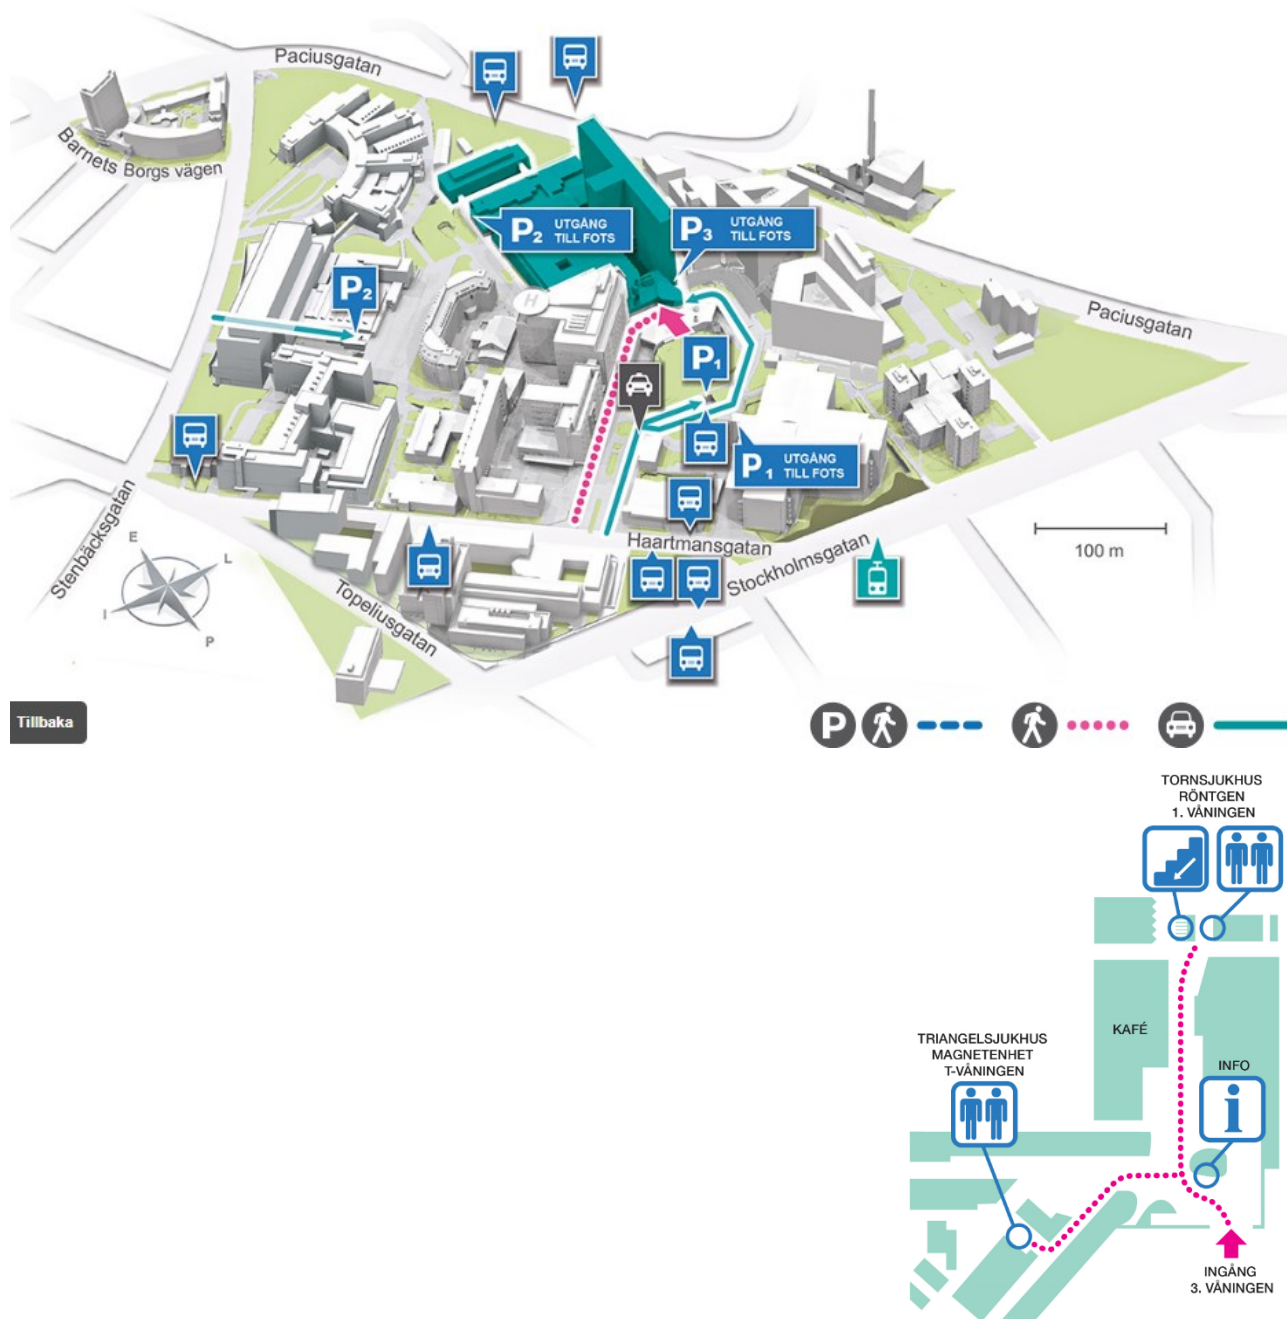 Paciusgatan
Barnets Borgs vägen
P2 UTGÅNG
TILL FOTS
P3 UTGÅNG
TILL FOTS
H
P2
Paciusgatan
P1
P1 UTGÅNG
TILL FOTS
Stenbäcksgatan
Haartmansgatan
Stockholmsgatan
100 m
Topeliusgatan
E
L
I
P
Tillbaka
P
TORNSJUKHUS
RÖNTGEN
1. VÅNINGEN
KAFÉ
TRIANGELSJUKHUS
MAGNETENHET
T-VÅNINGEN
INFO
i
INGÅNG
3. VÅNINGEN